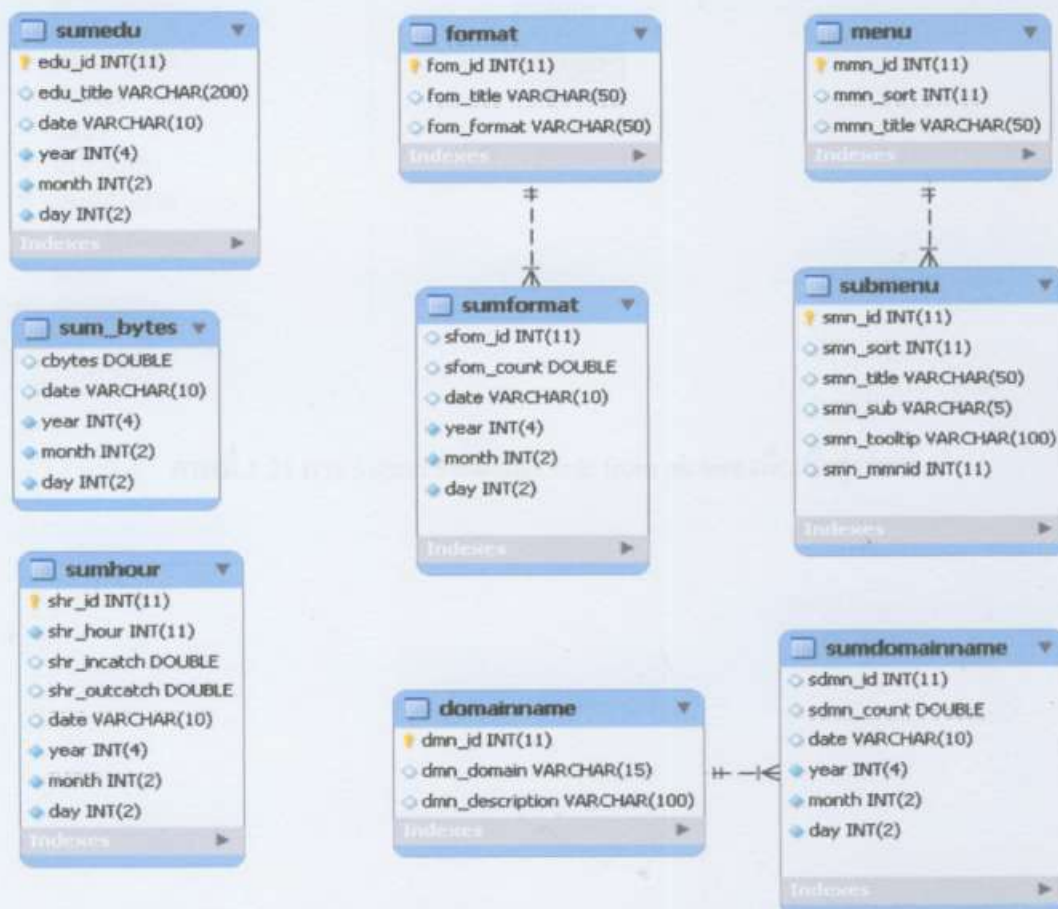 sumedu
edu_id INT(11)
edu_title VARCHAR(200)
date VARCHAR(10)
year INT(4)
month INT(2)
day INT(2)
Indexes
format
fom_id INT(11)
fom_title VARCHAR(50)
fom_format VARCHAR(50)
Indexes
menu
mmn_id INT(11)
mmn_sort INT(11)
mmn_title VARCHAR(50)
Indexes
sum_bytes
cbytes DOUBLE
date VARCHAR(10)
year INT(4)
month INT(2)
day INT(2)
sumformat
sfom_id INT(11)
sfom_count DOUBLE
date VARCHAR(10)
year INT(4)
month INT(2)
day INT(2)
Indexes
submenu
smn_id INT(11)
smn_sort INT(11)
smn_title VARCHAR(50)
smn_sub VARCHAR(5)
smn_tooltip VARCHAR(100)
smn_mmnid INT(11)
Indexes
sumhour
shr_id INT(11)
shr_hour INT(11)
shr_incatch DOUBLE
shr_outcatch DOUBLE
date VARCHAR(10)
year INT(4)
month INT(2)
day INT(2)
Indexes
domainname
dmn_id INT(11)
dmn_domain VARCHAR(15)
dmn_description VARCHAR(100)
Indexes
sumdomainname
sdmn_id INT(11)
sdmn_count DOUBLE
date VARCHAR(10)
year INT(4)
month INT(2)
day INT(2)
Indexes